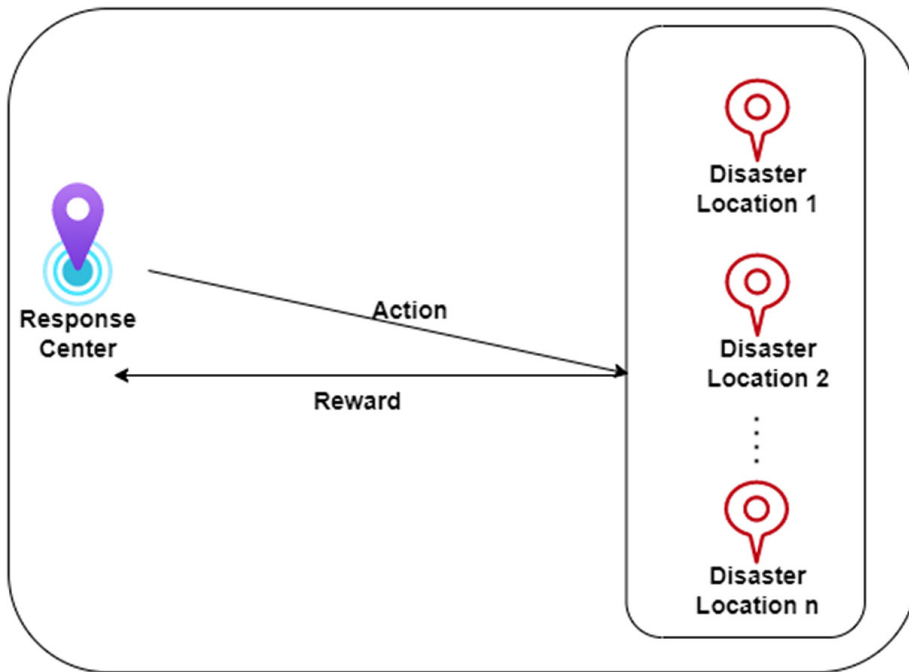 Response
Center
Action
Reward
Disaster
Location 1
Disaster
Location 2
Disaster
Location n